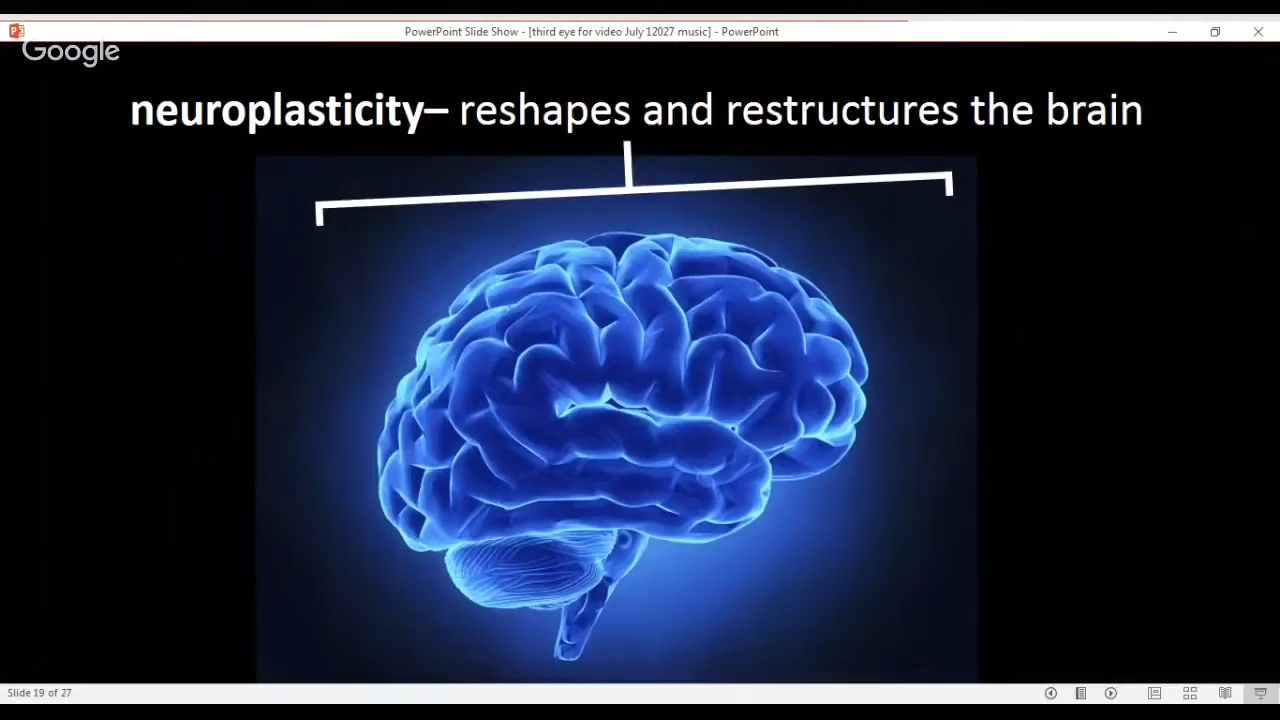 PowerPoint Slide Show - [third eye for video July 12027 music] - PowerPoint
Google
neuroplasticity– reshapes and restructures the brain
Slide 19 of 27